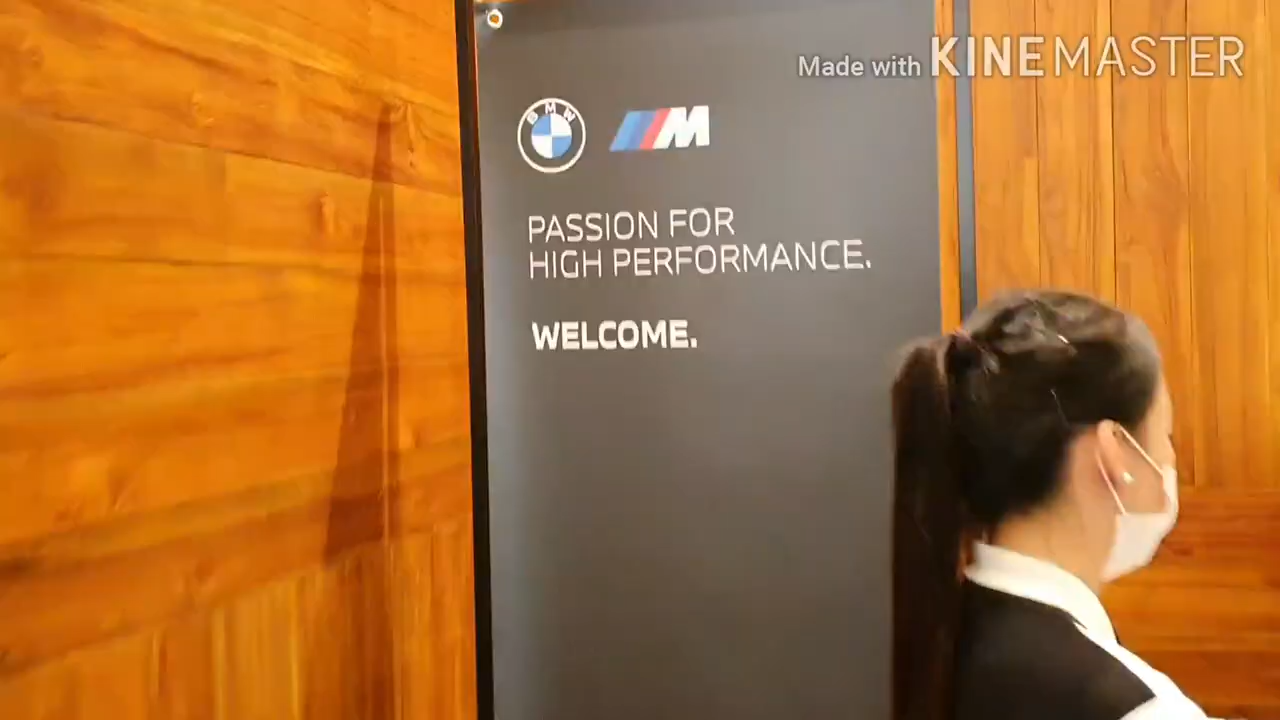 Made with KINEMASTER
BMW M
PASSION FOR
HIGH PERFORMANCE.
WELCOME.